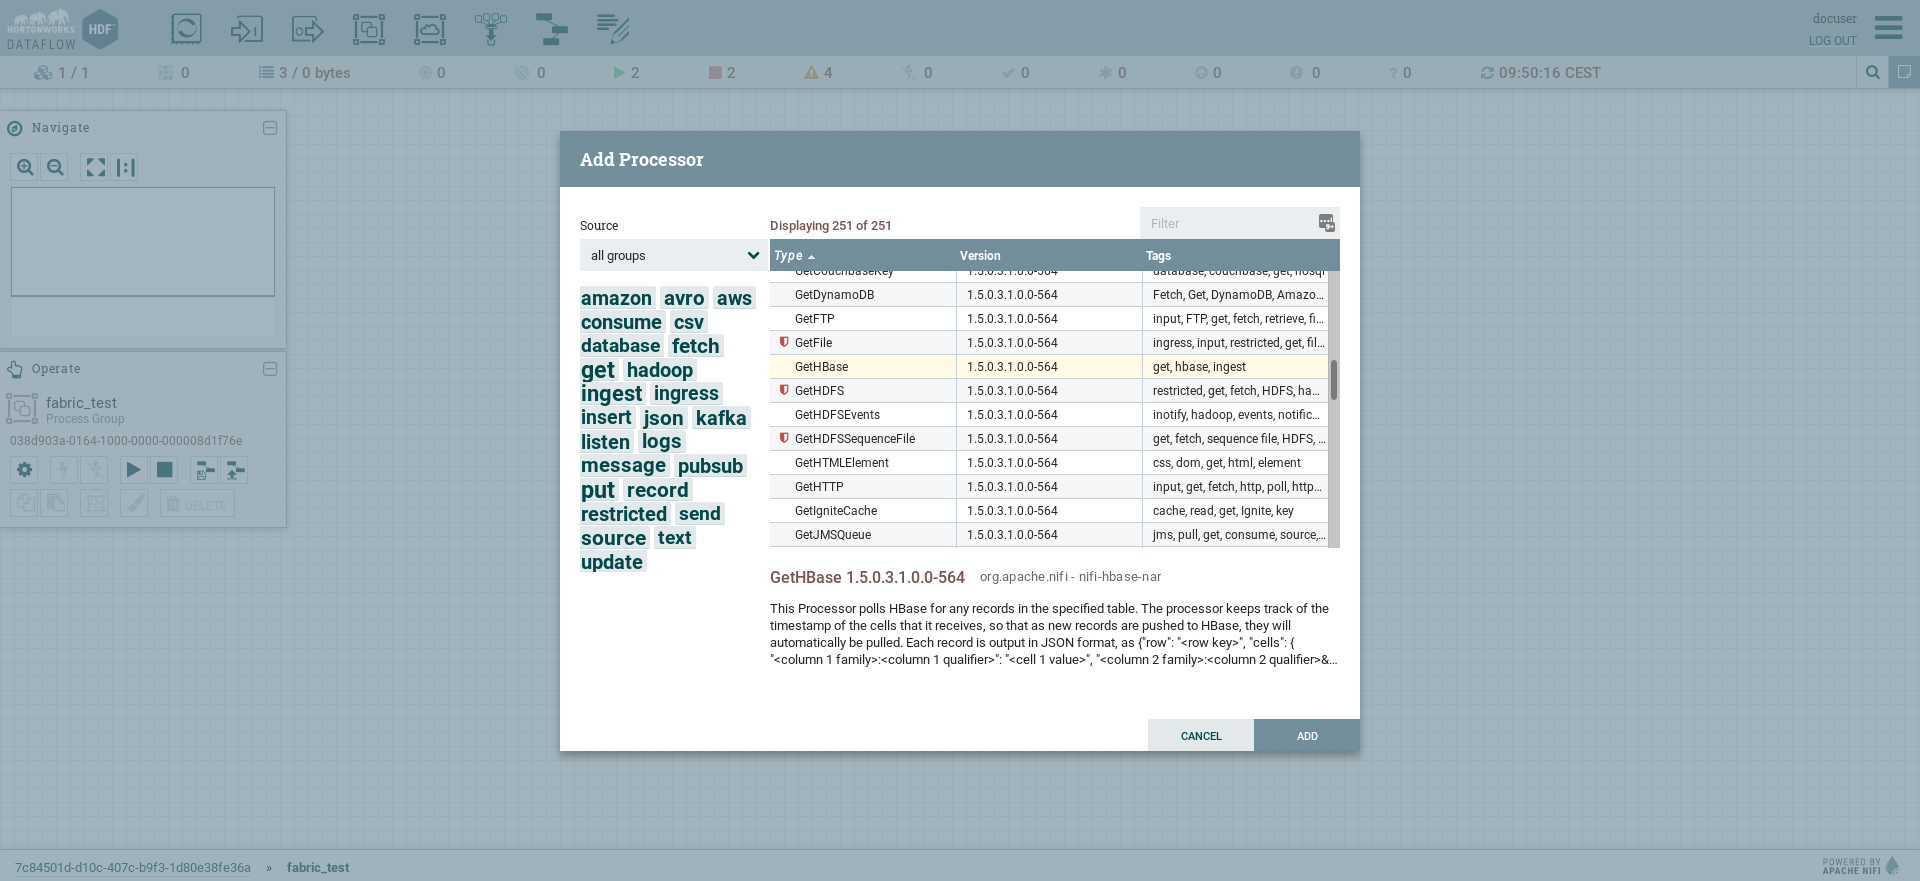 HORTONWORKS
DATAFLOW
HDF
docuser
LOG OUT
1 / 1
0
3 / 0 bytes
0
0
2
2
4
0
0
0
0
0
? 0
09:50:16 CEST
Navigate
Operate
fabric_test
Process Group
038d903a-0164-1000-0000-000008d1f76e
DELETE
Add Processor
Source
Displaying 251 of 251
Filter
all groups
Type Version Tags
amazon avro aws
consume csv
database fetch
get hadoop
ingest ingress
insert json kafka
listen logs
message pubsub
put record
restricted send
source text
update
GetCouchbaseKey 1.5.0.3.1.0.0-564 database, couchbase, get, nosql
GetDynamoDB 1.5.0.3.1.0.0-564 Fetch, Get, DynamoDB, Amazo...
GetFTP 1.5.0.3.1.0.0-564 input, FTP, get, fetch, retrieve, fi...
GetFile 1.5.0.3.1.0.0-564 ingress, input, restricted, get, fil...
GetHBase 1.5.0.3.1.0.0-564 get, hbase, ingest
GetHDFS 1.5.0.3.1.0.0-564 restricted, get, fetch, HDFS, ha...
GetHDFSEvents 1.5.0.3.1.0.0-564 inotify, hadoop, events, notific...
GetHDFSSequenceFile 1.5.0.3.1.0.0-564 get, fetch, sequence file, HDFS, ...
GetHTMLElement 1.5.0.3.1.0.0-564 css, dom, get, html, element
GetHTTP 1.5.0.3.1.0.0-564 input, get, fetch, http, poll, http...
GetIgniteCache 1.5.0.3.1.0.0-564 cache, read, get, Ignite, key
GetJMSQueue 1.5.0.3.1.0.0-564 jms, pull, get, consume, source,...
GetHBase 1.5.0.3.1.0.0-564 org.apache.nifi - nifi-hbase-nar
This Processor polls HBase for any records in the specified table. The processor keeps track of the
timestamp of the cells that it receives, so that as new records are pushed to HBase, they will
automatically be pulled. Each record is output in JSON format, as {"row": "<row key>", "cells": {
"<column 1 family>:<column 1 qualifier>": "<cell 1 value>", "<column 2 family>:<column 2 qualifier>&...
CANCEL
ADD
7c84501d-d10c-407c-b9f3-1d80e38fe36a » fabric_test
POWERED BY
APACHE NIFI